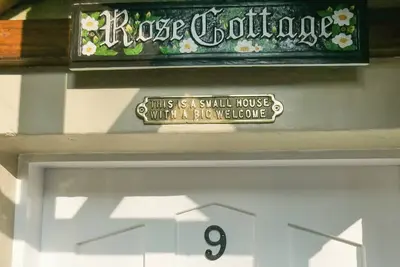 Rose Cottage
THIS IS A SMALL HOUSE
WITH A BIG WELCOME
9